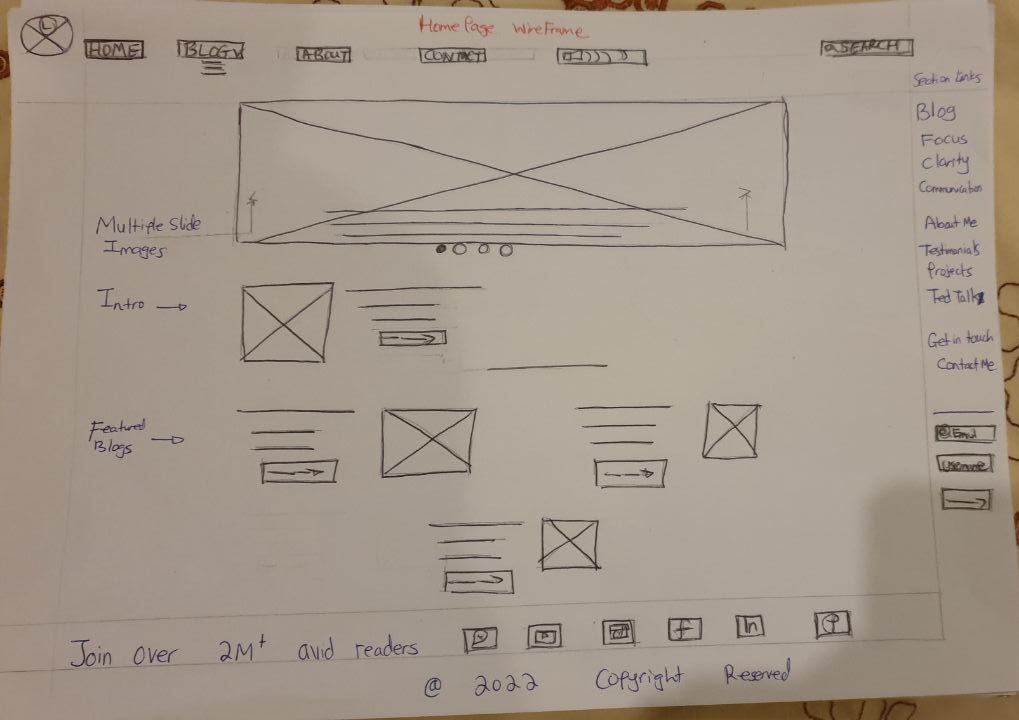 Home Page WireFrame
L
HOME
BLOG
ABOUT
CONTACT
SEARCH
Section Links
Blog
Focus
Clarity
Communication
About Me
Testimonials
Projects
Ted Talk
Get in touch
Contact Me
@ Email
Username
Multiple Slide
Images
Intro
Featured
Blogs
Join over 2M+ avid readers
f
in
@ 2022 Copyright Reserved